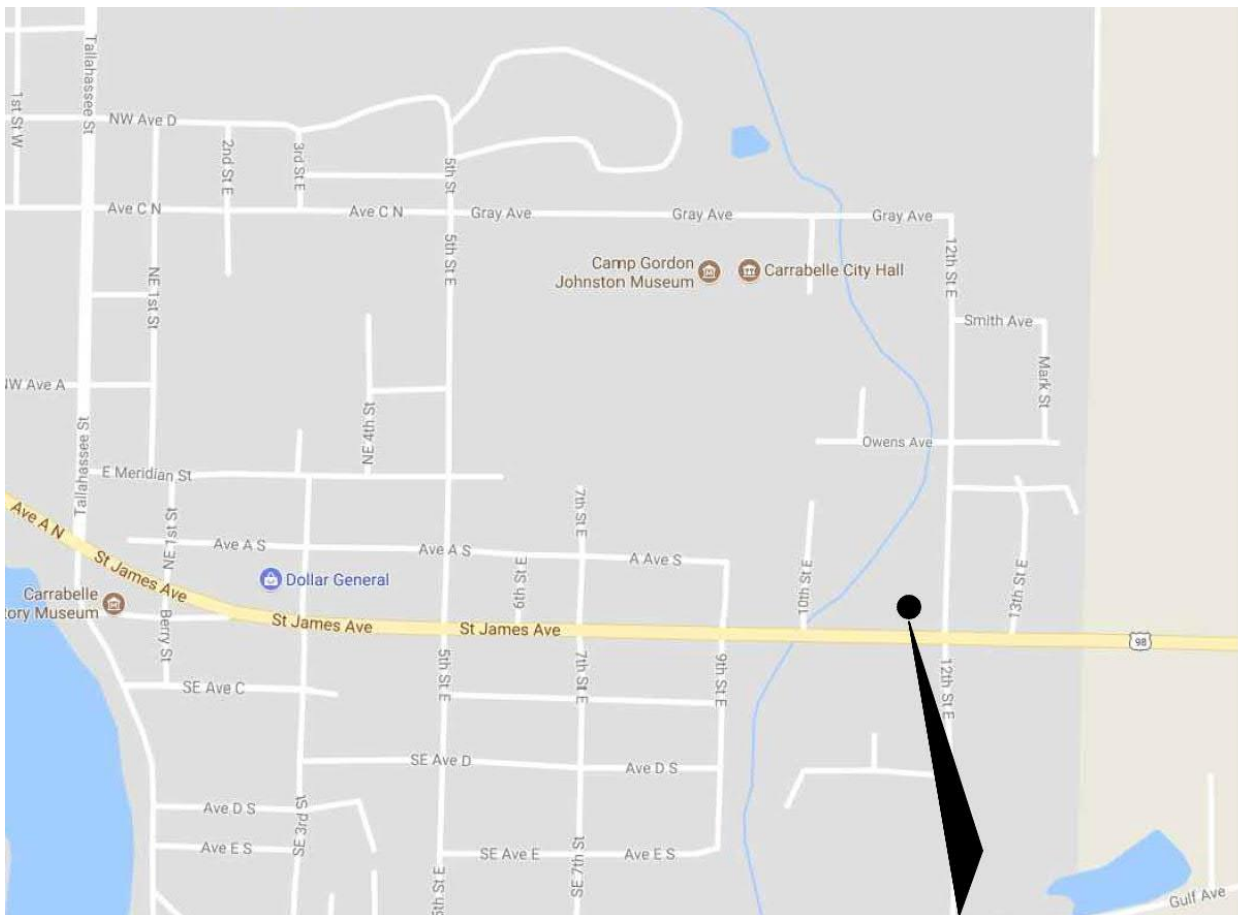 Tallahassee St
1st St W
NW Ave D
2nd St E
3rd St E
5th St
Ave C N
Ave C N
Gray Ave
Gray Ave
Gray Ave
5th St E
12th St E
Camp Gordon
Johnston Museum
Carrabelle City Hall
NE 1st St
Smith Ave
Mark St
NW Ave A
NE 4th St
Tallahassee St
Owens Ave
E Meridian St
Ave A N
NE 1st St
7th St E
Ave A S
Ave A S
A Ave S
6th St E
10th St E
13th St E
St James Ave
Dollar General
Carrabelle
tory Museum
Berry St
St James Ave
St James Ave
98
5th St E
7th St E
9th St E
12th St E
SE Ave C
SE Ave D
Ave D S
Ave D S
SE 3rd St
Ave E S
SE Ave E
Ave E S
SE 7th St
5th St E
Gulf Ave